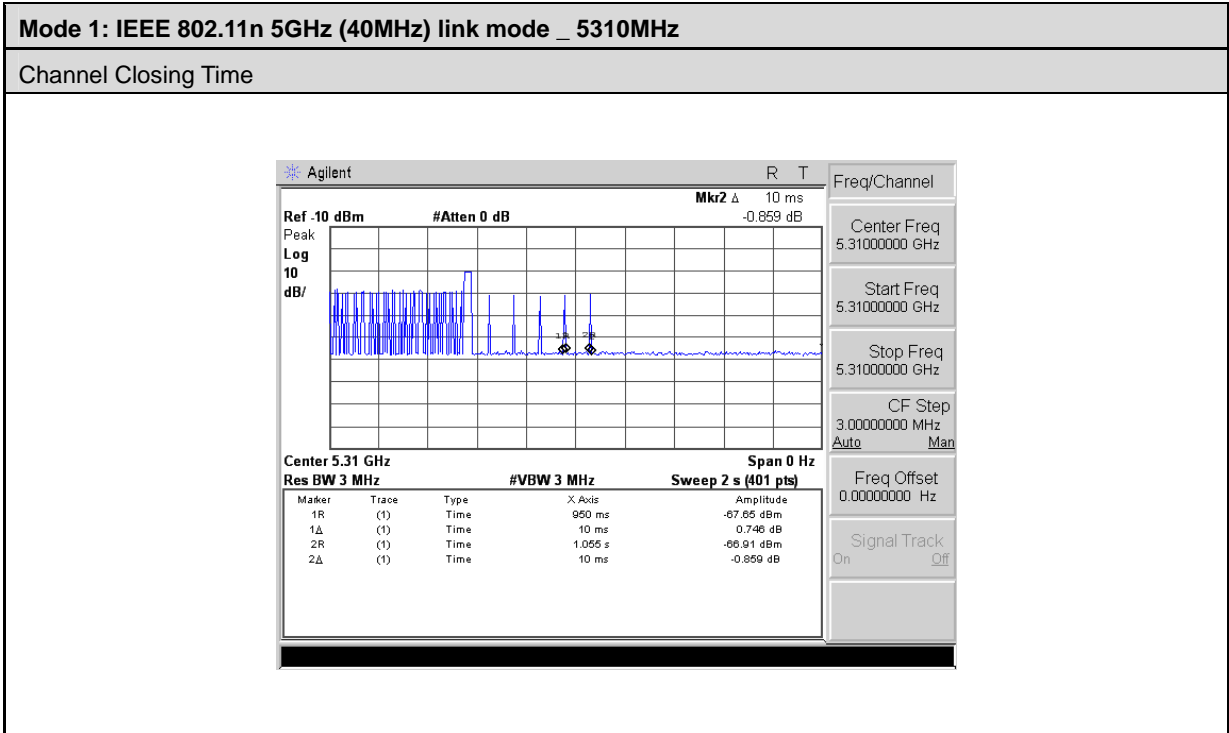 Mode 1: IEEE 802.11n 5GHz (40MHz) link mode _ 5310MHz
Channel Closing Time
Agilent R T
Mkr2 Δ 10 ms
Ref -10 dBm #Atten 0 dB -0.859 dB
Peak
Log
10
dB/
1R 2R
Center 5.31 GHz Span 0 Hz
Res BW 3 MHz #VBW 3 MHz Sweep 2 s (401 pts)
Marker Trace Type X Axis Amplitude
1R (1) Time 950 ms -67.65 dBm
1Δ (1) Time 10 ms 0.746 dB
2R (1) Time 1.055 s -66.91 dBm
2Δ (1) Time 10 ms -0.859 dB
Freq/Channel
Center Freq
5.31000000 GHz
Start Freq
5.31000000 GHz
Stop Freq
5.31000000 GHz
CF Step
3.00000000 MHz
Auto Man
Freq Offset
0.00000000 Hz
Signal Track
On Off